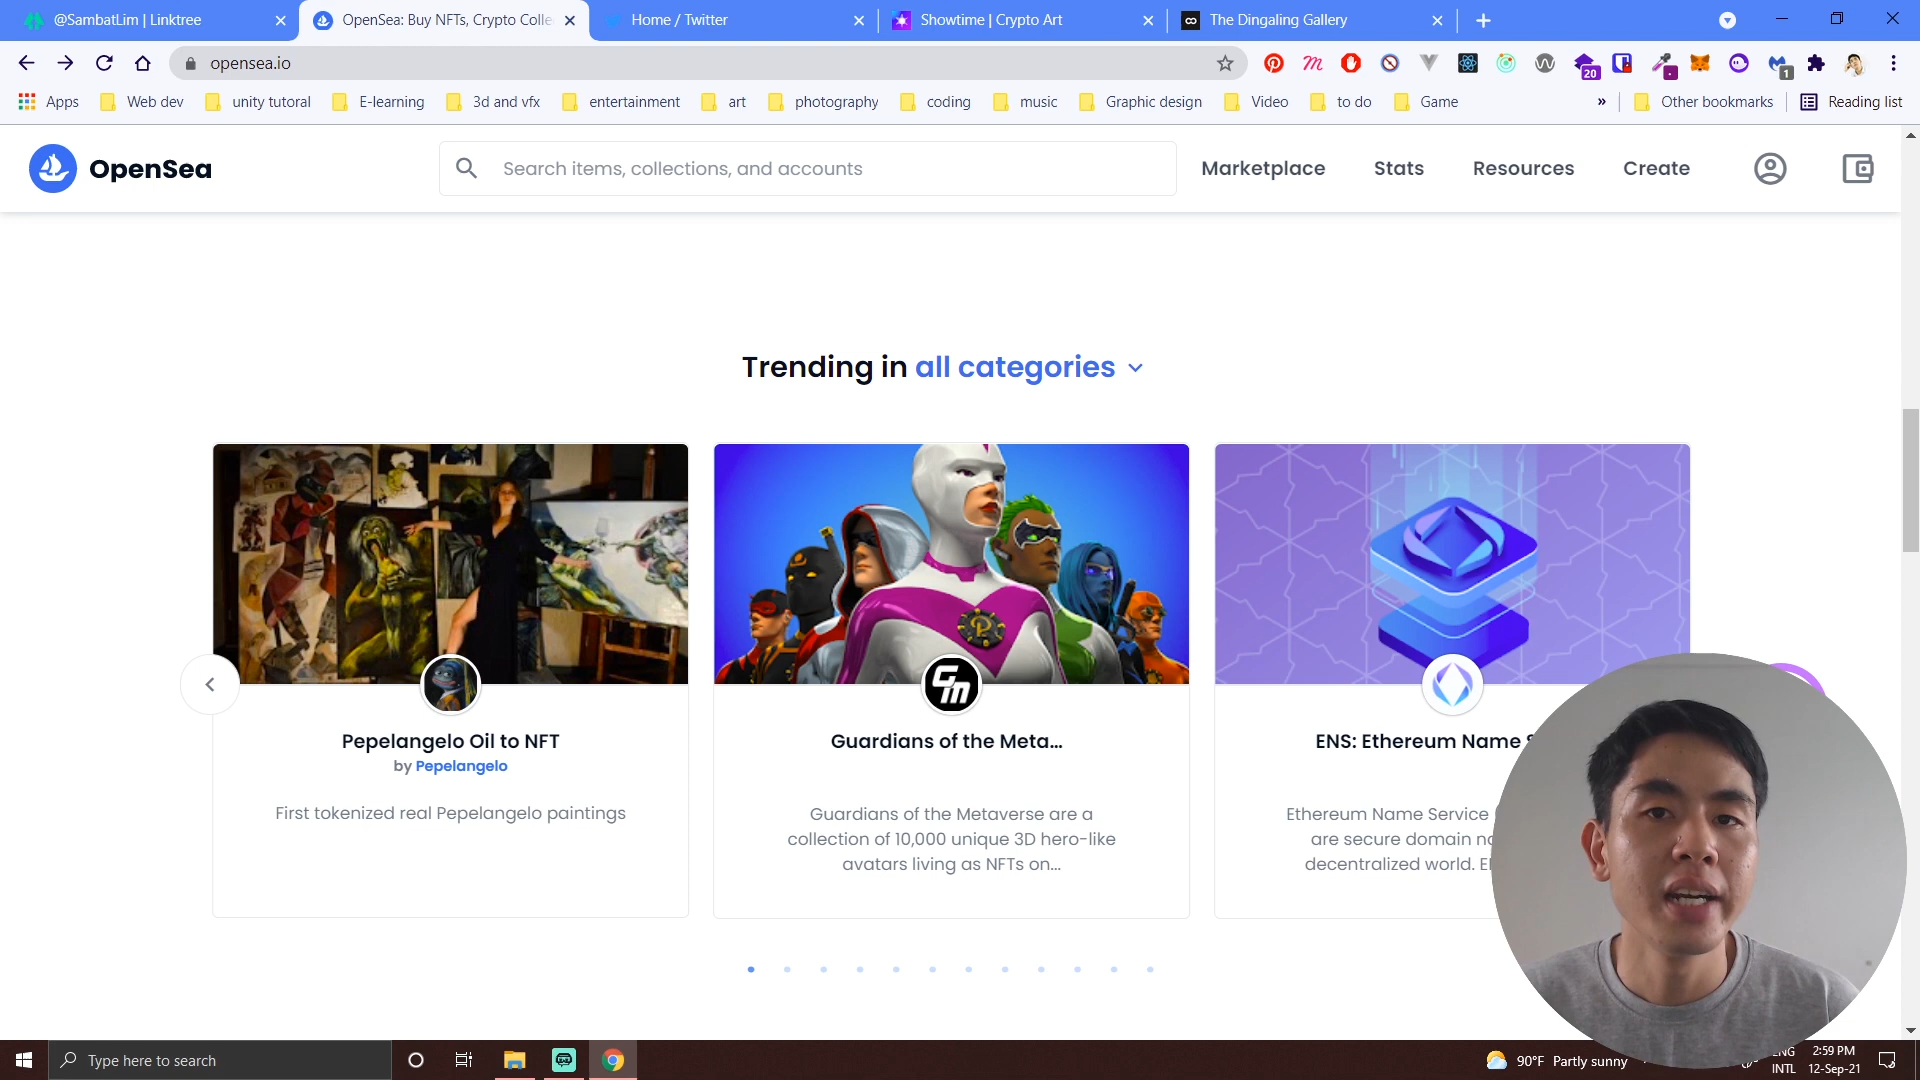 @SambatLim | Linktree
OpenSea: Buy NFTs, Crypto Colle
Home / Twitter
Showtime | Crypto Art
The Dingaling Gallery
opensea.io
20
1
Apps
Web dev
unity tutoral
E-learning
3d and vfx
entertainment
art
photography
coding
music
Graphic design
Video
to do
Game
»
Other bookmarks
Reading list
OpenSea
Search items, collections, and accounts
Marketplace
Stats
Resources
Create
Trending in all categories
Pepelangelo Oil to NFT
by Pepelangelo
First tokenized real Pepelangelo paintings
GM
Guardians of the Meta...
Guardians of the Metaverse are a
collection of 10,000 unique 3D hero-like
avatars living as NFTs on...
ENS: Ethereum Name
Ethereum Name Service
are secure domain
decentralized world.
Type here to search
90°F Partly sunny
ENG
INTL
2:59 PM
12-Sep-21